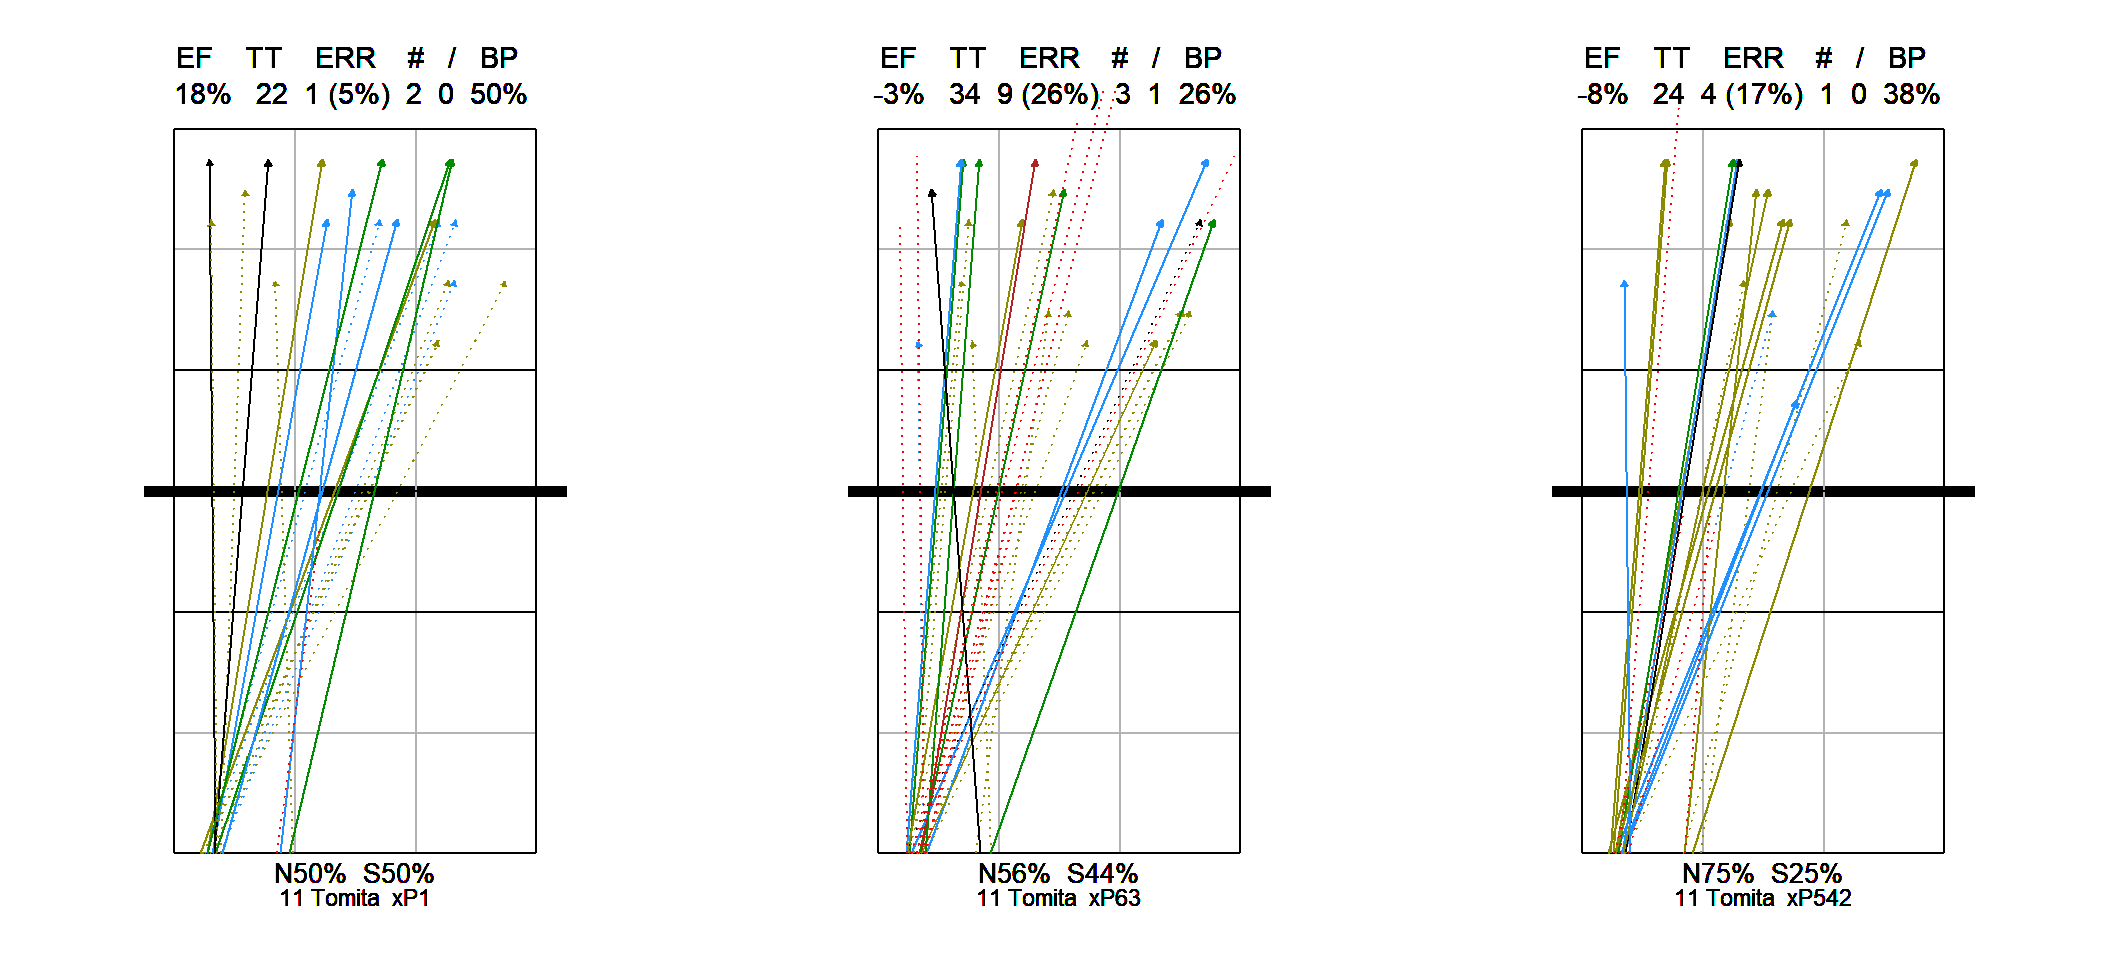 EF TT ERR # / BP
18% 22 1 (5%) 2 0 50%
N50% S50%
11 Tomita xP1
EF TT ERR # / BP
-3% 34 9 (26%) 3 1 26%
N56% S44%
11 Tomita xP63
EF TT ERR # / BP
-8% 24 4 (17%) 1 0 38%
N75% S25%
11 Tomita xP542